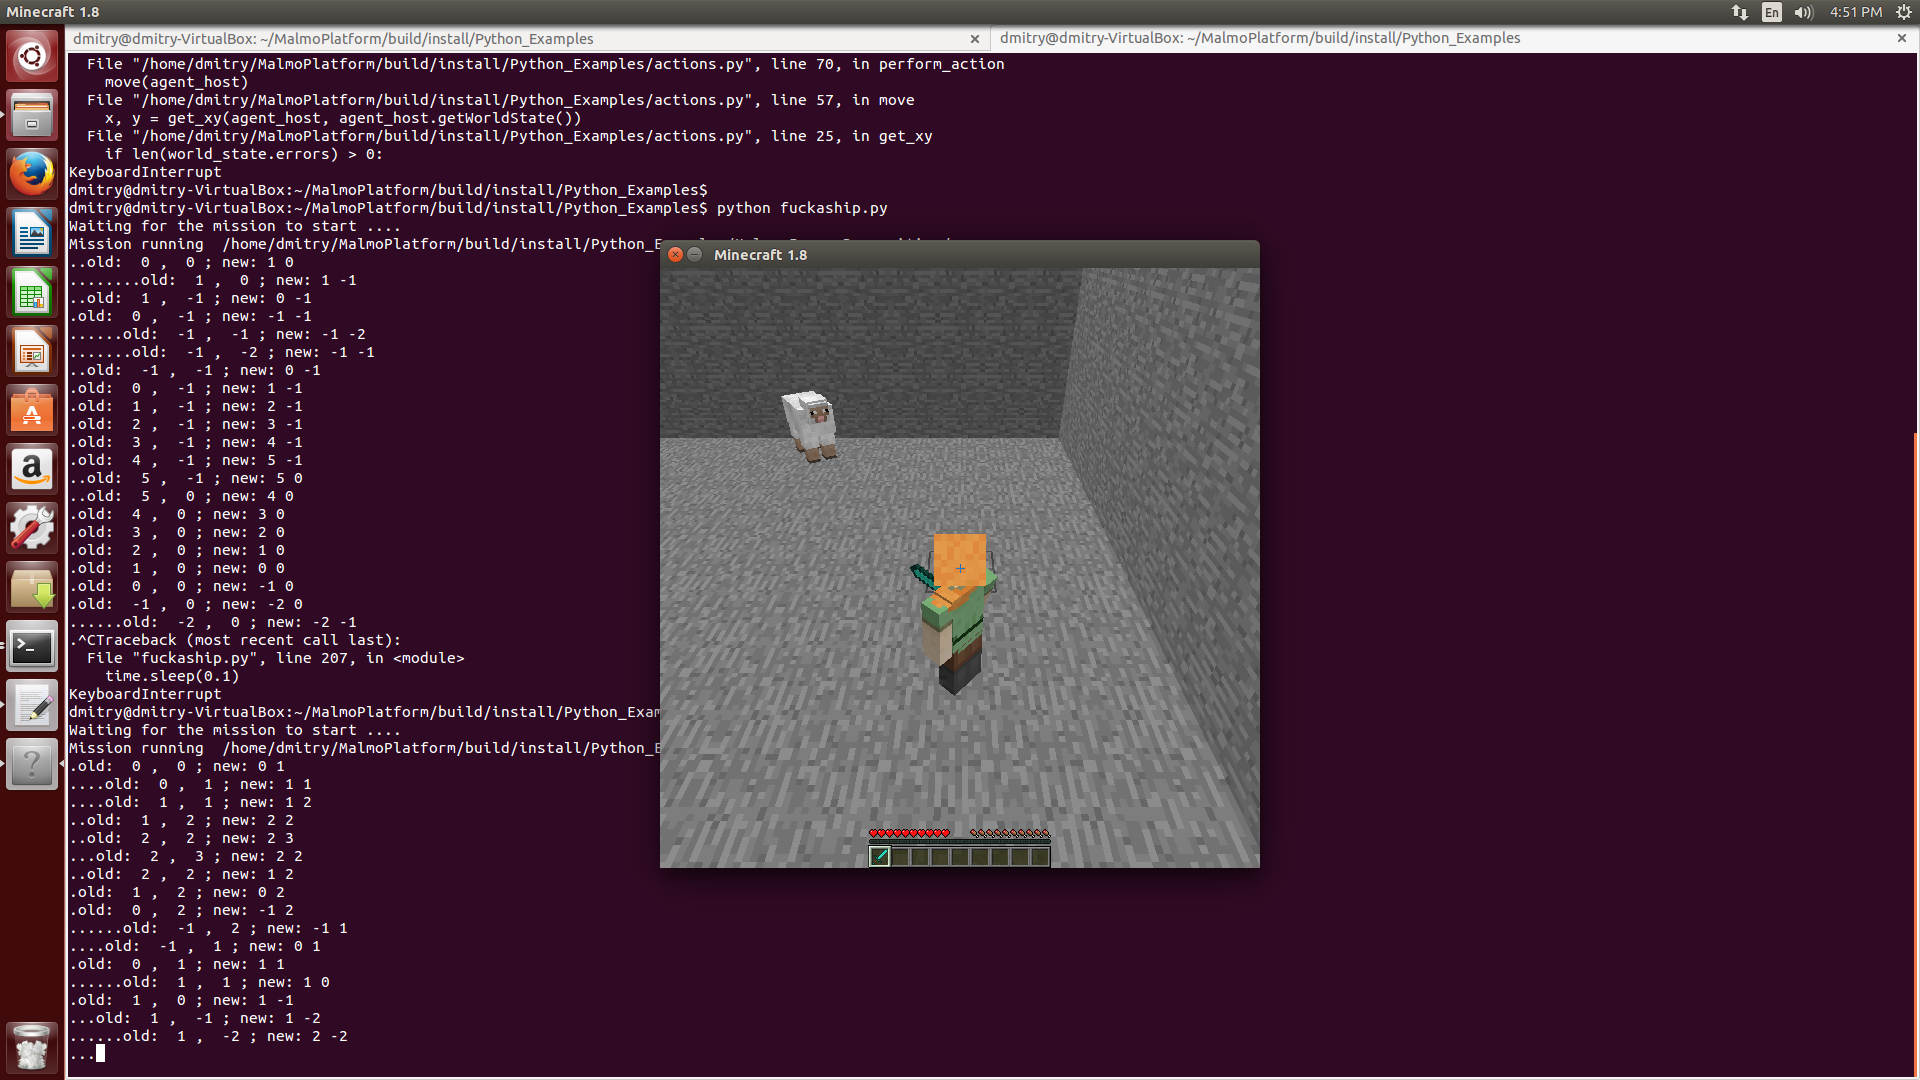 Minecraft 1.8
En
4:51 PM
dmitry@dmitry-VirtualBox: ~/MalmoPlatform/build/install/Python_Examples
dmitry@dmitry-VirtualBox: ~/MalmoPlatform/build/install/Python_Examples
File "/home/dmitry/MalmoPlatform/build/install/Python_Examples/actions.py", line 70, in perform_action
move(agent_host)
File "/home/dmitry/MalmoPlatform/build/install/Python_Examples/actions.py", line 57, in move
x, y = get_xy(agent_host, agent_host.getWorldState())
File "/home/dmitry/MalmoPlatform/build/install/Python_Examples/actions.py", line 25, in get_xy
if len(world_state.errors) > 0:
KeyboardInterrupt
dmitry@dmitry-VirtualBox:~/MalmoPlatform/build/install/Python_Examples$
dmitry@dmitry-VirtualBox:~/MalmoPlatform/build/install/Python_Examples$ python fuckaship.py
Waiting for the mission to start ....
Mission running  /home/dmitry/MalmoPlatform/build/install/Python_E
..old:  0 ,  0 ; new: 1 0
........old:  1 ,  0 ; new: 1 -1
..old:  1 ,  -1 ; new: 0 -1
.old:  0 ,  -1 ; new: -1 -1
......old:  -1 ,  -1 ; new: -1 -2
.......old:  -1 ,  -2 ; new: -1 -1
..old:  -1 ,  -1 ; new: 0 -1
.old:  0 ,  -1 ; new: 1 -1
.old:  1 ,  -1 ; new: 2 -1
.old:  2 ,  -1 ; new: 3 -1
.old:  3 ,  -1 ; new: 4 -1
.old:  4 ,  -1 ; new: 5 -1
..old:  5 ,  -1 ; new: 5 0
.old:  5 ,  0 ; new: 4 0
.old:  4 ,  0 ; new: 3 0
.old:  3 ,  0 ; new: 2 0
.old:  2 ,  0 ; new: 1 0
.old:  1 ,  0 ; new: 0 0
.old:  0 ,  0 ; new: -1 0
.old:  -1 ,  0 ; new: -2 0
......old:  -2 ,  0 ; new: -2 -1
.^CTraceback (most recent call last):
File "fuckaship.py", line 207, in <module>
time.sleep(0.1)
KeyboardInterrupt
dmitry@dmitry-VirtualBox:~/MalmoPlatform/build/install/Python_Exam
Waiting for the mission to start ....
Mission running  /home/dmitry/MalmoPlatform/build/install/Python_E
.old:  0 ,  0 ; new: 0 1
....old:  0 ,  1 ; new: 1 1
....old:  1 ,  1 ; new: 1 2
..old:  1 ,  2 ; new: 2 2
..old:  2 ,  2 ; new: 2 3
...old:  2 ,  3 ; new: 2 2
..old:  2 ,  2 ; new: 1 2
.old:  1 ,  2 ; new: 0 2
.old:  0 ,  2 ; new: -1 2
......old:  -1 ,  2 ; new: -1 1
....old:  -1 ,  1 ; new: 0 1
.old:  0 ,  1 ; new: 1 1
......old:  1 ,  1 ; new: 1 0
.old:  1 ,  0 ; new: 1 -1
...old:  1 ,  -1 ; new: 1 -2
......old:  1 ,  -2 ; new: 2 -2
...
Minecraft 1.8